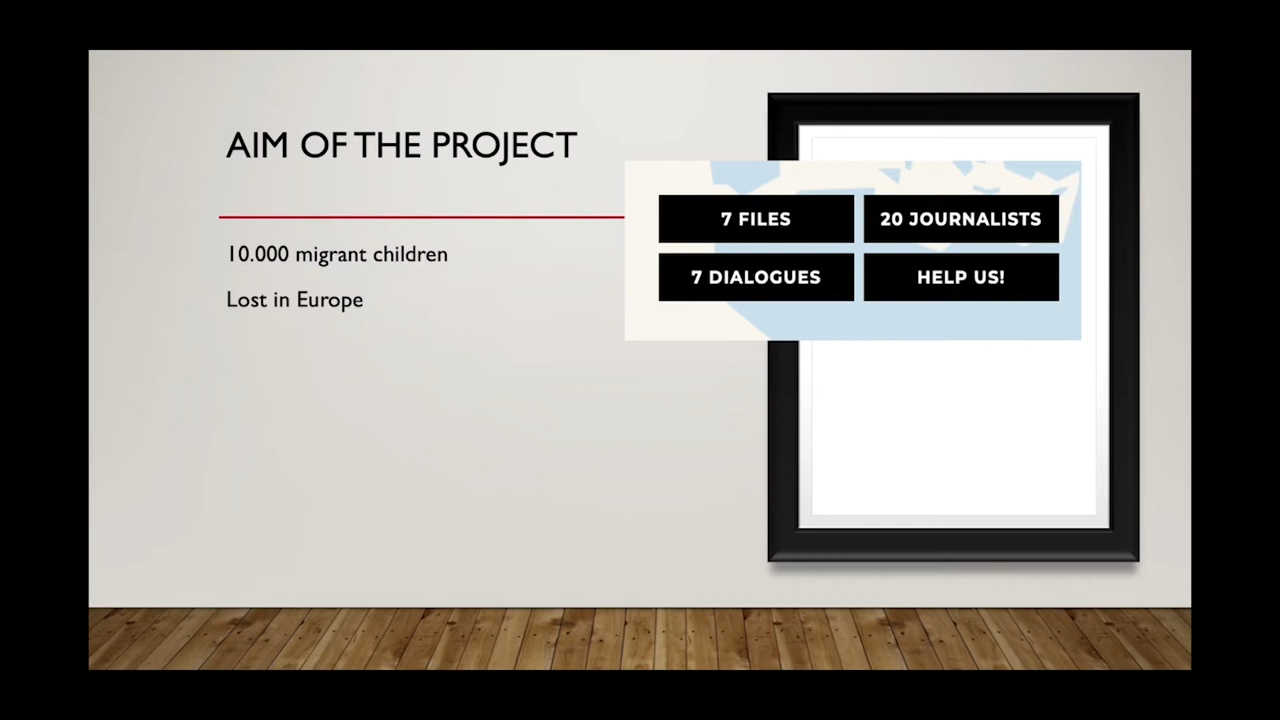 AIM OF THE PROJECT
10.000 migrant children
Lost in Europe
7 FILES
20 JOURNALISTS
7 DIALOGUES
HELP US!